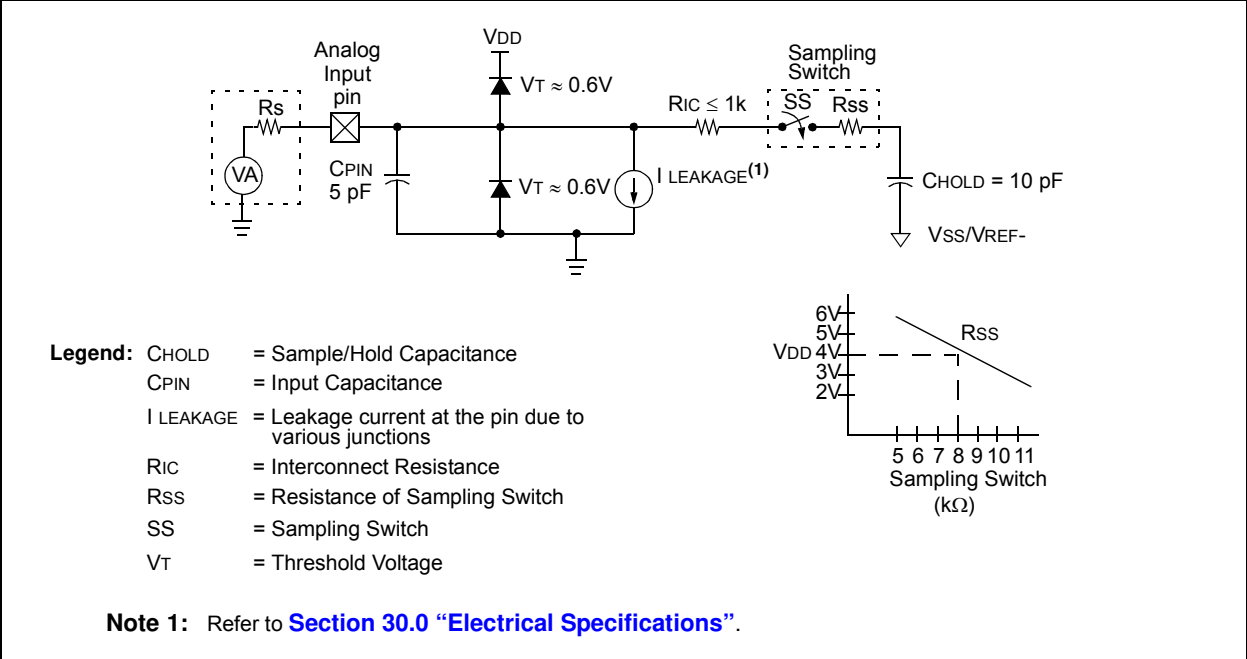 Analog
Input
pin
VDD
VT ≈ 0.6V
Sampling
Switch
Rs
RIC ≤ 1k
SS
Rss
VA
CPIN
5 pF
VT ≈ 0.6V
I LEAKAGE(1)
CHOLD = 10 pF
VSS/VREF-
6V
5V
VDD 4V
3V
2V
RSS
5 6 7 8 9 10 11
Sampling Switch
(kΩ)
Legend: CHOLD = Sample/Hold Capacitance
CPIN = Input Capacitance
I LEAKAGE = Leakage current at the pin due to
various junctions
RIC = Interconnect Resistance
RSS = Resistance of Sampling Switch
SS = Sampling Switch
VT = Threshold Voltage
Note 1: Refer to Section 30.0 “Electrical Specifications”.